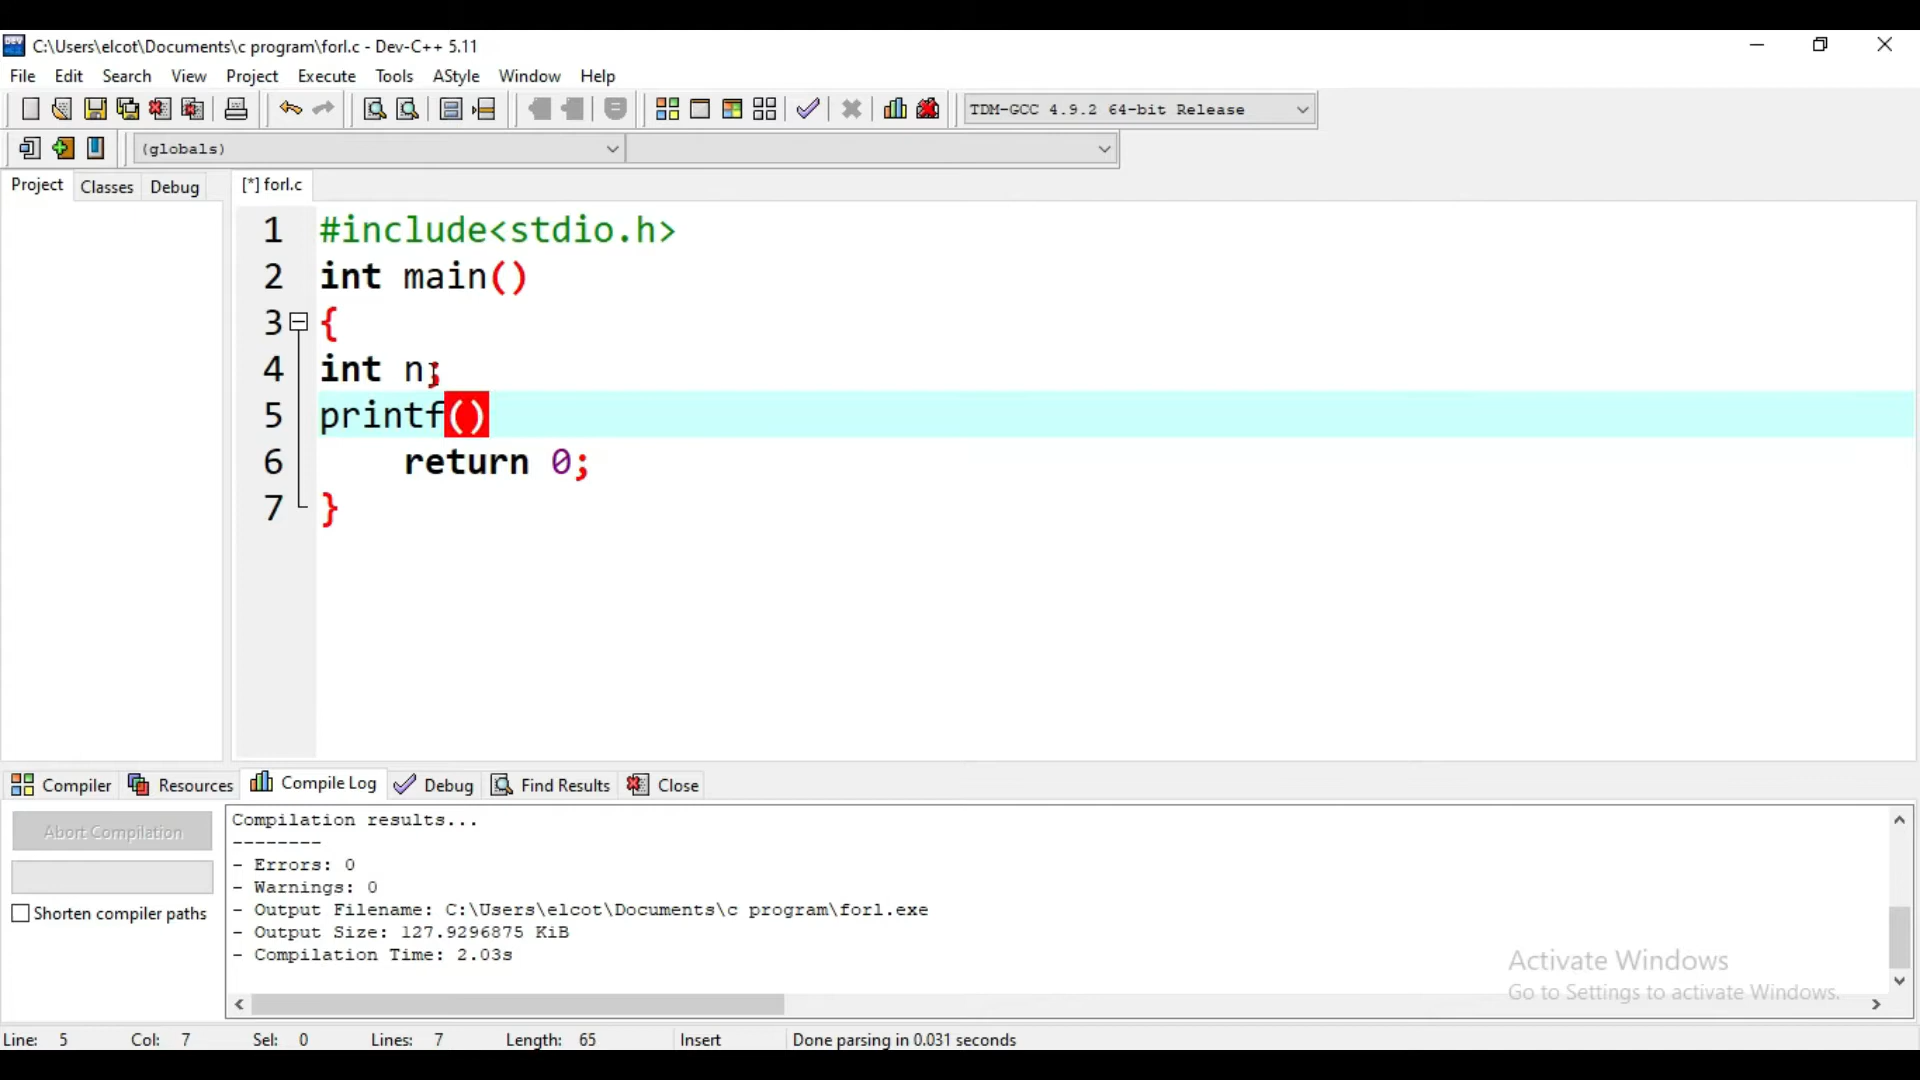 C:\Users\elcot\Documents\c program\forl.c - Dev-C++ 5.11
File Edit Search View Project Execute Tools AStyle Window Help
TDM-GCC 4.9.2 64-bit Release
(globals)
Project Classes Debug [*] forl.c
1 #include<stdio.h>
2 int main()
3 {
4 int n;
5 printf()
6 return 0;
7 }
Compiler Resources Compile Log Debug Find Results Close
Abort Compilation
Shorten compiler paths
Compilation results...
--------
- Errors: 0
- Warnings: 0
- Output Filename: C:\Users\elcot\Documents\c program\forl.exe
- Output Size: 127.9296875 KiB
- Compilation Time: 2.03s
Activate Windows
Go to Settings to activate Windows.
Line: 5 Col: 7 Sel: 0 Lines: 7 Length: 65 Insert Done parsing in 0.031 seconds